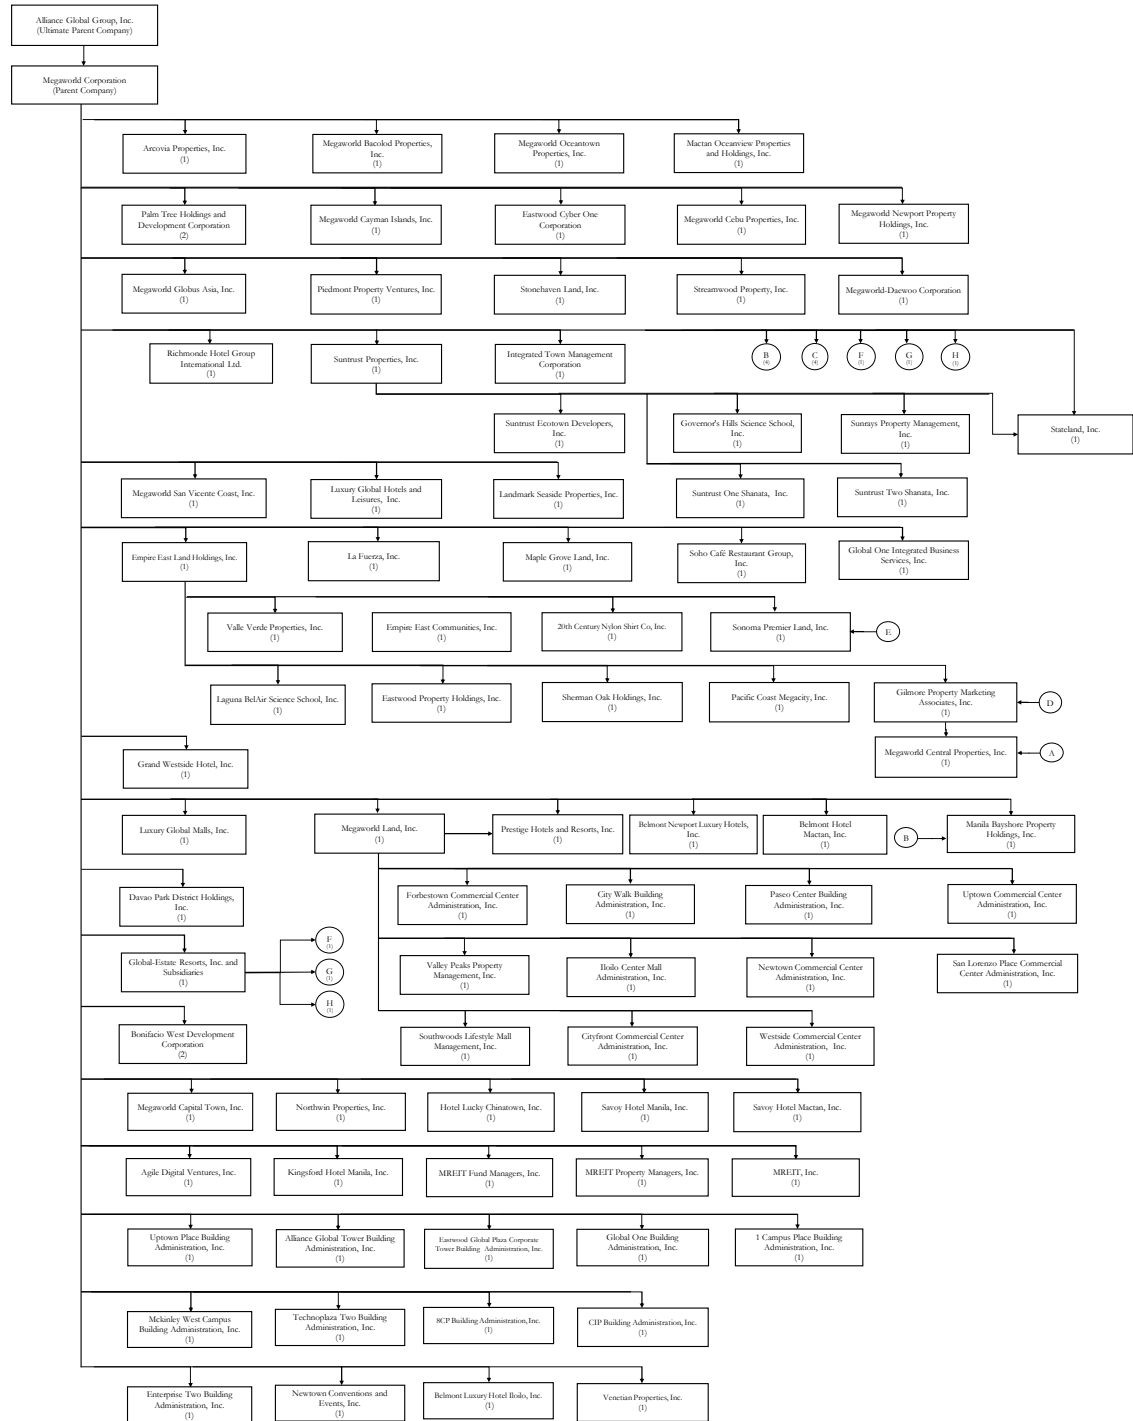 Alliance Global Group, Inc.
(Ultimate Parent Company)
Megaworld Corporation
(Parent Company)
Arcovia Properties, Inc.
(1)
Megaworld Bacolod Properties,
Inc.
(1)
Megaworld Oceantown
Properties, Inc.
(1)
Mactan Oceanview Properties
and Holdings, Inc.
(1)
Palm Tree Holdings and
Development Corporation
(2)
Megaworld Cayman Islands, Inc.
(1)
Eastwood Cyber One
Corporation
(1)
Megaworld Cebu Properties, Inc.
(1)
Megaworld Newport Property
Holdings, Inc.
(1)
Megaworld Globus Asia, Inc.
(1)
Piedmont Property Ventures, Inc.
(1)
Stonehaven Land, Inc.
(1)
Streamwood Property, Inc.
(1)
Megaworld-Daewoo Corporation
(1)
Richmonde Hotel Group
International Ltd.
(1)
Suntrust Properties, Inc.
(1)
Integrated Town Management
Corporation
(1)
B
(4)
C
(4)
F
(1)
G
(1)
H
(1)
Suntrust Ecotown Developers,
Inc.
(1)
Governor's Hills Science School,
Inc.
(1)
Sunrays Property Management,
Inc.
(1)
Stateland, Inc.
(1)
Megaworld San Vicente Coast, Inc.
(1)
Luxury Global Hotels and
Leisures, Inc.
(1)
Landmark Seaside Properties, Inc.
(1)
Suntrust One Shanata, Inc.
(1)
Suntrust Two Shanata, Inc.
(1)
Empire East Land Holdings, Inc.
(1)
La Fuerza, Inc.
(1)
Maple Grove Land, Inc.
(1)
Soho Café Restaurant Group,
Inc.
(1)
Global One Integrated Business
Services, Inc.
(1)
Valle Verde Properties, Inc.
(1)
Empire East Communities, Inc.
(1)
20th Century Nylon Shirt Co, Inc.
(1)
Sonoma Premier Land, Inc.
(1)
E
Laguna BelAir Science School, Inc.
(1)
Eastwood Property Holdings, Inc.
(1)
Sherman Oak Holdings, Inc.
(1)
Pacific Coast Megacity, Inc.
(1)
Gilmore Property Marketing
Associates, Inc.
(1)
D
Grand Westside Hotel, Inc.
(1)
Megaworld Central Properties, Inc.
(1)
A
Luxury Global Malls, Inc.
(1)
Megaworld Land, Inc.
(1)
Prestige Hotels and Resorts, Inc.
(1)
Belmont Newport Luxury Hotels,
Inc.
(1)
Belmont Hotel
Mactan, Inc.
(1)
B
Manila Bayshore Property
Holdings, Inc.
(1)
Davao Park District Holdings,
Inc.
(1)
Forbestown Commercial Center
Administration, Inc.
(1)
City Walk Building
Administration, Inc.
(1)
Paseo Center Building
Administration, Inc.
(1)
Uptown Commercial Center
Administration, Inc.
(1)
Global-Estate Resorts, Inc. and
Subsidiaries
(1)
F
(1)
G
(1)
H
(1)
Valley Peaks Property
Management, Inc.
(1)
Iloilo Center Mall
Administration, Inc.
(1)
Newtown Commercial Center
Administration, Inc.
(1)
San Lorenzo Place Commercial
Center Administration, Inc.
(1)
Bonifacio West Development
Corporation
(2)
Southwoods Lifestyle Mall
Management, Inc.
(1)
Cityfront Commercial Center
Administration, Inc.
(1)
Westside Commercial Center
Administration, Inc.
(1)
Megaworld Capital Town, Inc.
(1)
Northwin Properties, Inc.
(1)
Hotel Lucky Chinatown, Inc.
(1)
Savoy Hotel Manila, Inc.
(1)
Savoy Hotel Mactan, Inc.
(1)
Agile Digital Ventures, Inc.
(1)
Kingsford Hotel Manila, Inc.
(1)
MREIT Fund Managers, Inc.
(1)
MREIT Property Managers, Inc.
(1)
MREIT, Inc.
(1)
Uptown Place Building
Administration, Inc.
(1)
Alliance Global Tower Building
Administration, Inc.
(1)
Eastwood Global Plaza Corporate
Tower Building Administration, Inc.
(1)
Global One Building
Administration, Inc.
(1)
1 Campus Place Building
Administration, Inc.
(1)
Mckinley West Campus
Building Administration, Inc.
(1)
Technoplaza Two Building
Administration, Inc.
(1)
8CP Building Administration, Inc.
(1)
CIP Building Administration, Inc.
(1)
Enterprise Two Building
Administration, Inc.
(1)
Newtown Conventions and
Events, Inc.
(1)
Belmont Luxury Hotel Iloilo, Inc.
(1)
Venetian Properties, Inc.
(1)